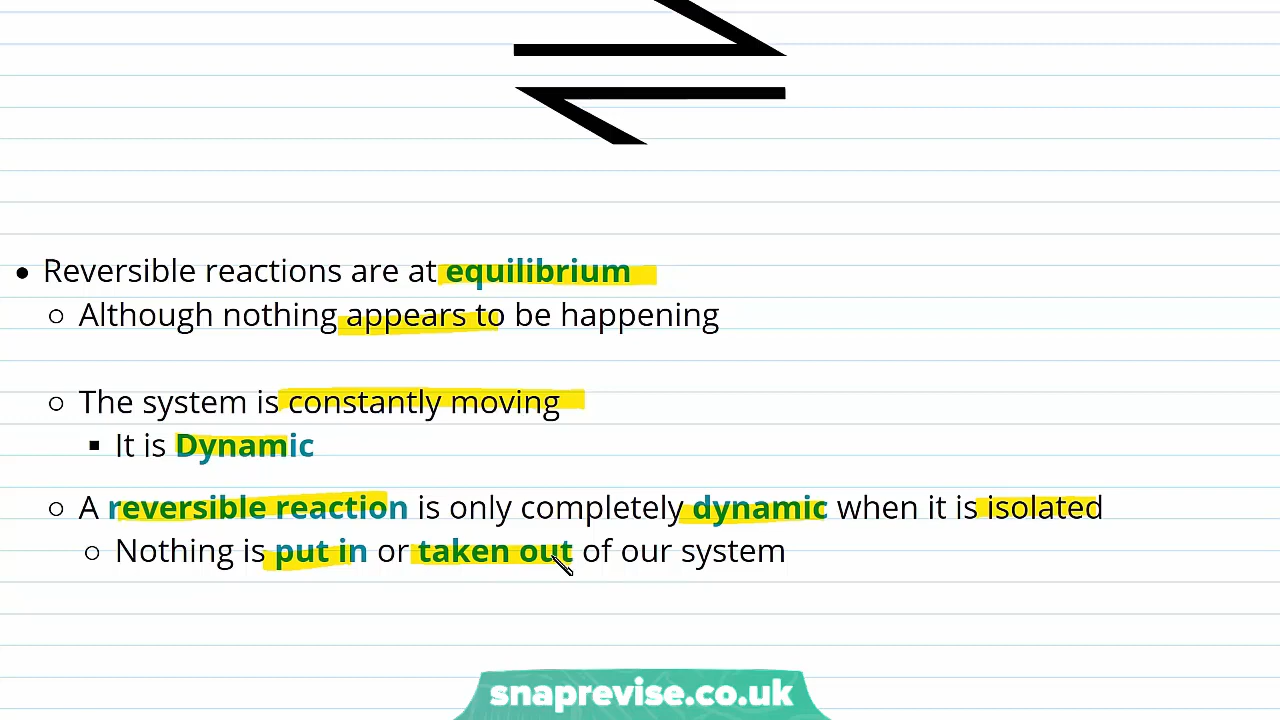 Reversible reactions are at equilibrium
Although nothing appears to be happening
The system is constantly moving
It is Dynamic
A reversible reaction is only completely dynamic when it is isolated
Nothing is put in or taken out of our system
snaprevise.co.uk